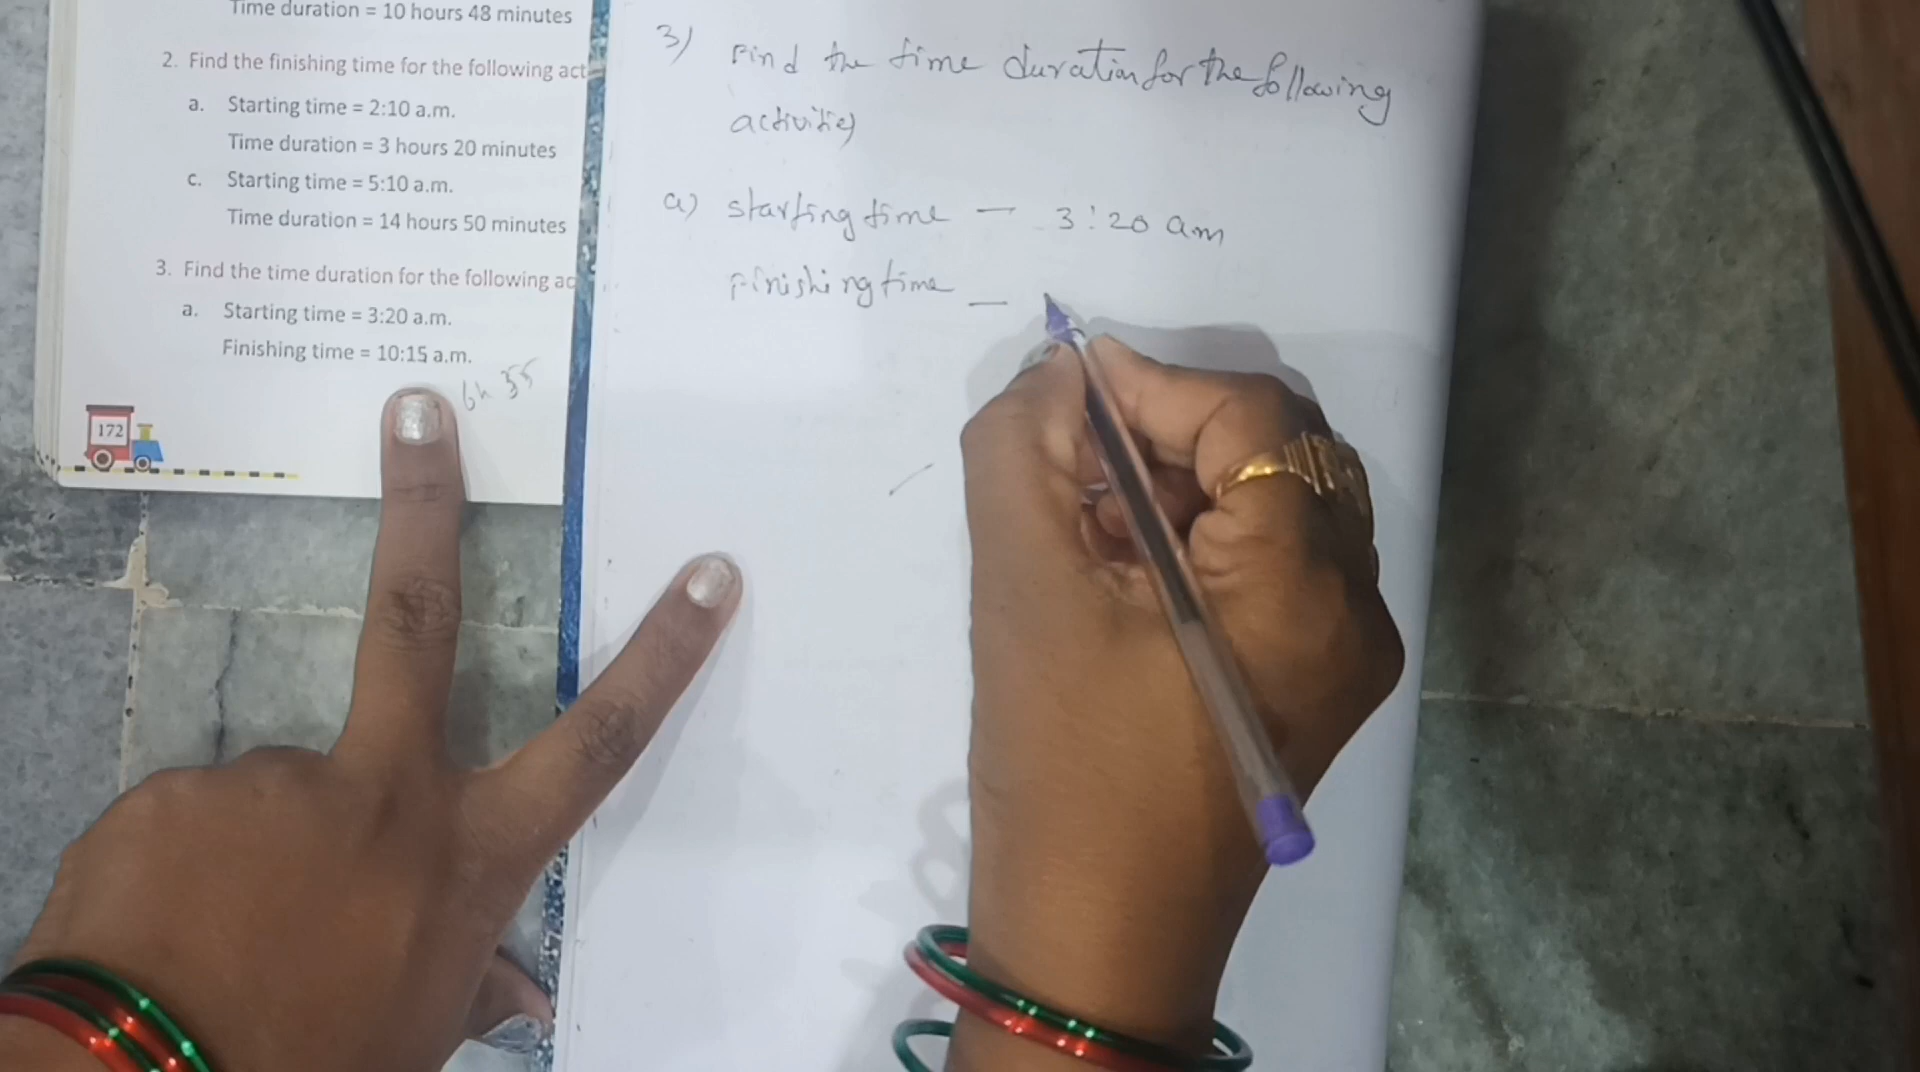 Time duration = 10 hours 48 minutes
2. Find the finishing time for the following act
a. Starting time = 2:10 a.m.
Time duration = 3 hours 20 minutes
c. Starting time = 5:10 a.m.
Time duration = 14 hours 50 minutes
3. Find the time duration for the following ac
a. Starting time = 3:20 a.m.
Finishing time = 10:15 a.m.
6h 35
172
3) Find the time duration for the following
activities
a) starting time — 3:20 am
Finishing time —